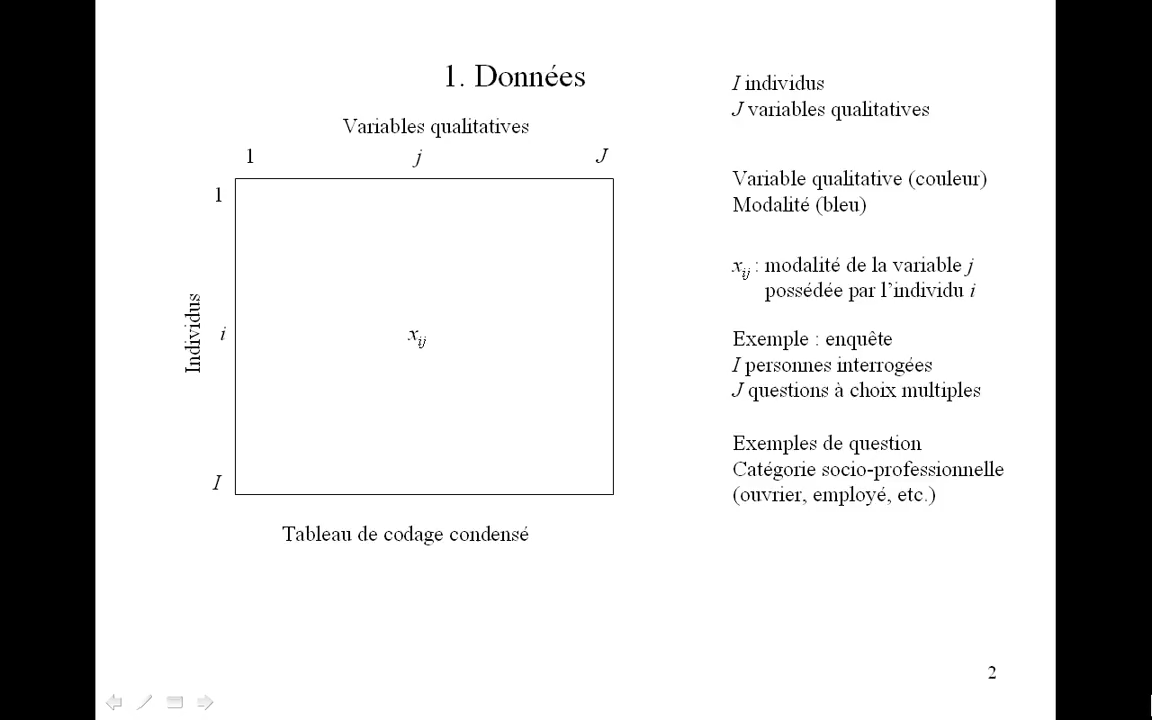 1. Données
Variables qualitatives
1 j J
1
Individus
i
x_ij
I
Tableau de codage condensé
I individus
J variables qualitatives
Variable qualitative (couleur)
Modalité (bleu)
x_ij : modalité de la variable j
possédée par l’individu i
Exemple : enquête
I personnes interrogées
J questions à choix multiples
Exemples de question
Catégorie socio-professionnelle
(ouvrier, employé, etc.)
2